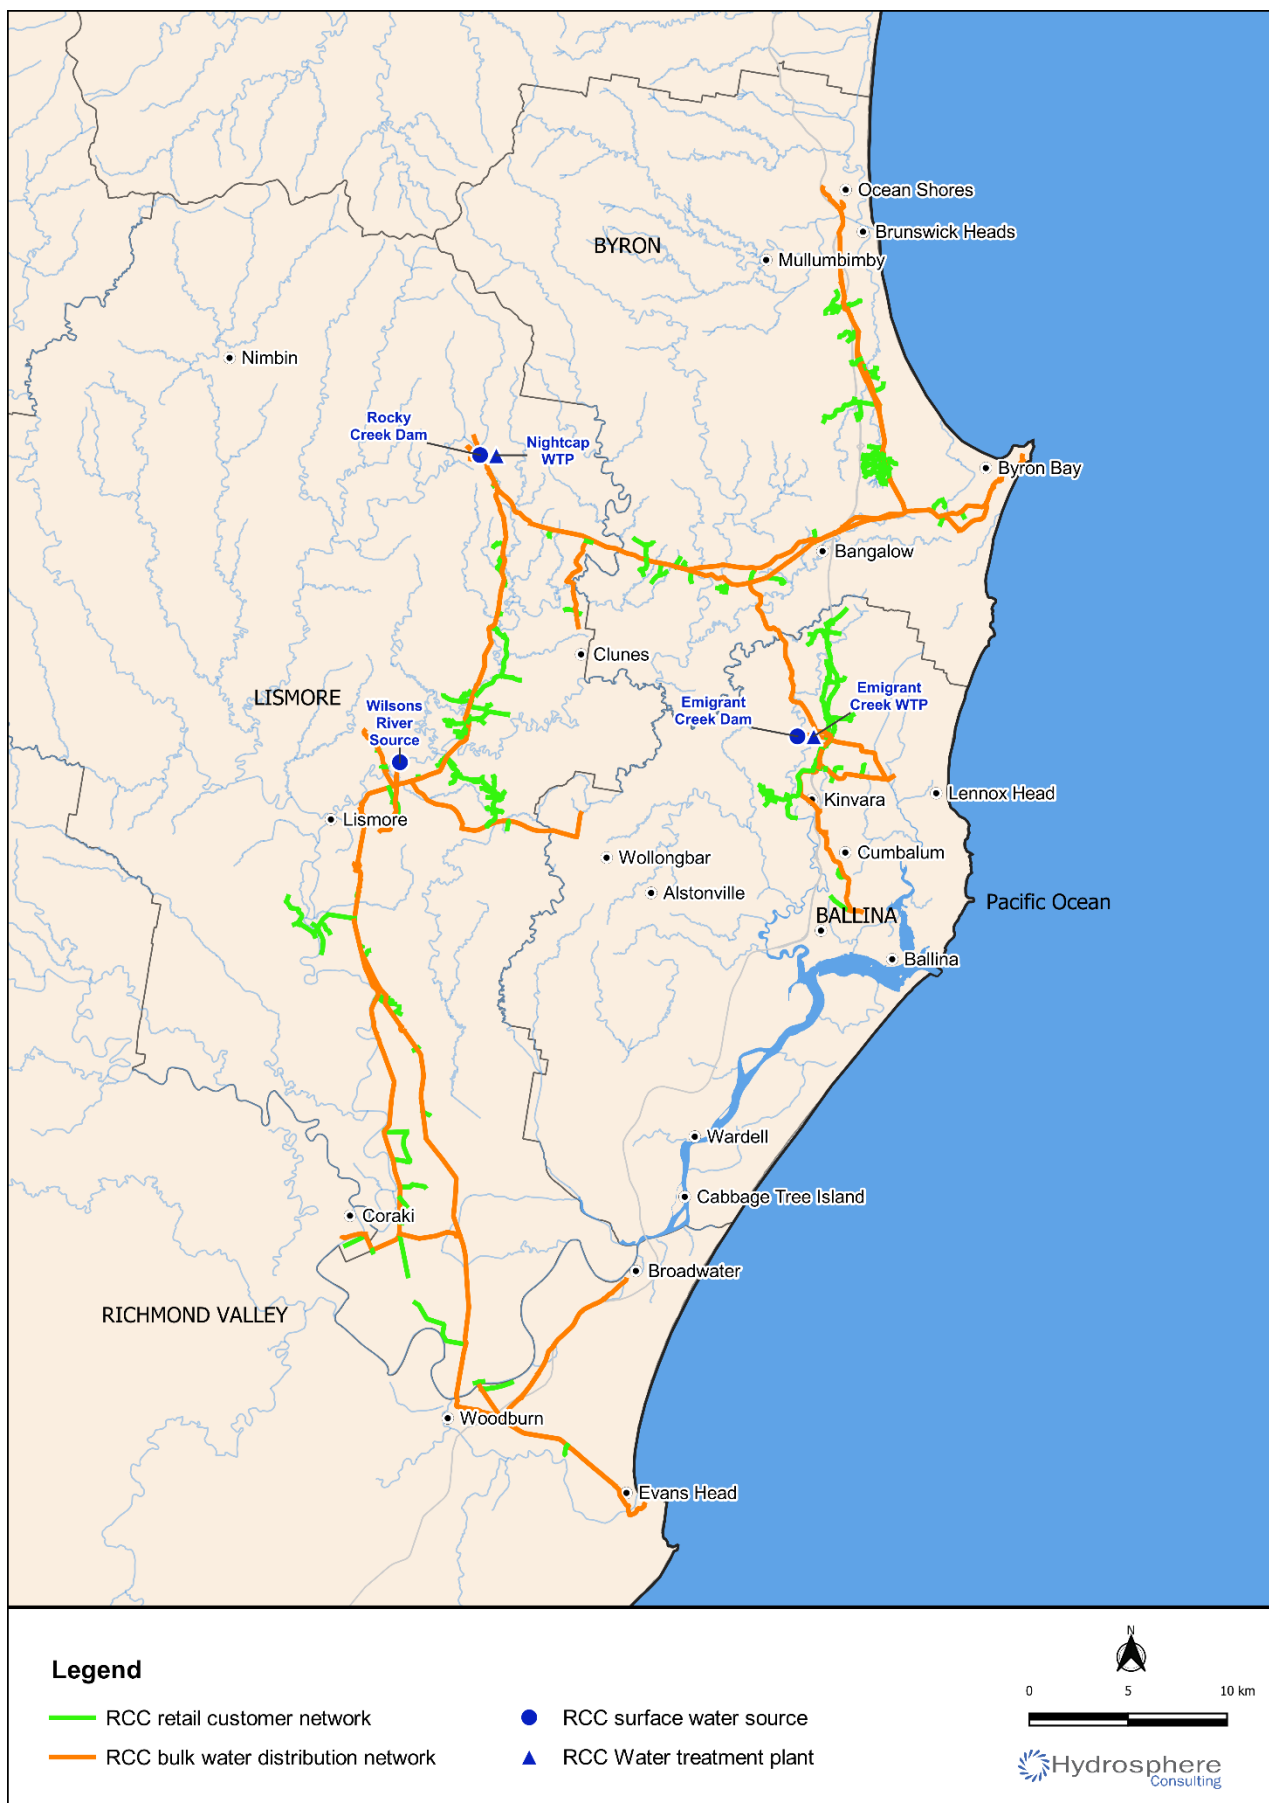 Ocean Shores
Brunswick Heads
BYRON
Mullumbimby
Nimbin
Rocky
Creek Dam
Nightcap
WTP
Byron Bay
Bangalow
Clunes
LISMORE
Wilsons
River
Source
Emigrant
Creek Dam
Emigrant
Creek WTP
Kinvara
Lennox Head
Lismore
Wollongbar
Cumbalum
Alstonville
Pacific Ocean
BALLINA
Ballina
Wardell
Cabbage Tree Island
Coraki
Broadwater
RICHMOND VALLEY
Woodburn
Evans Head
Legend
RCC retail customer network
RCC bulk water distribution network
RCC surface water source
RCC Water treatment plant
N
0 5 10 km
Hydrosphere
Consulting